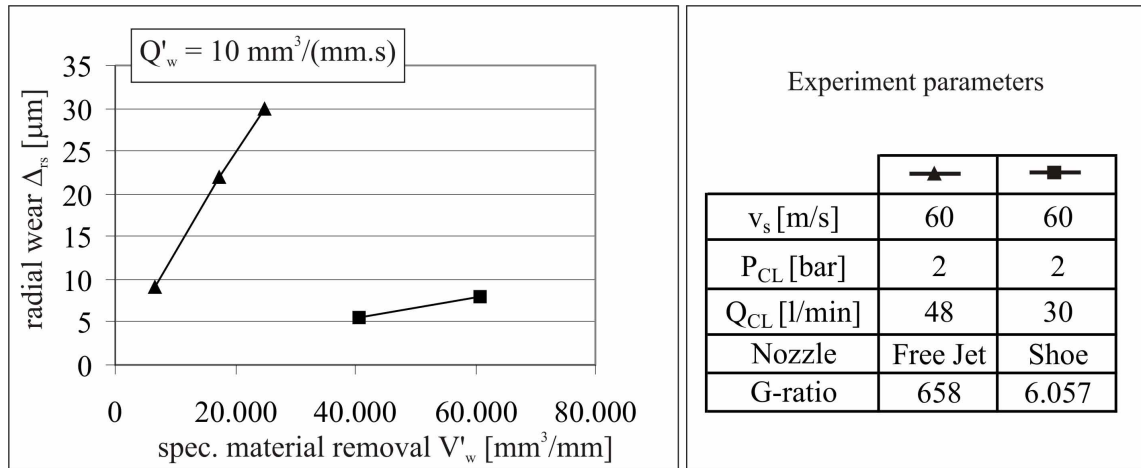 Q'w = 10 mm³/(mm.s)
radial wear Δrs [μm]
35
30
25
20
15
10
5
0
0 20.000 40.000 60.000 80.000
spec. material removal V'w [mm³/mm]
Experiment parameters
vs [m/s] 60 60
PCL [bar] 2 2
QCL [l/min] 48 30
Nozzle Free Jet Shoe
G-ratio 658 6.057